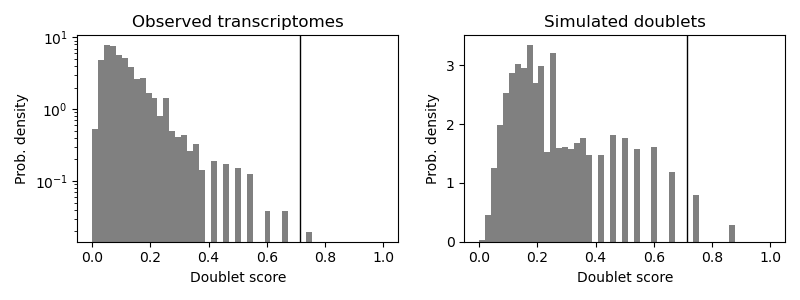 Observed transcriptomes
Prob. density
10¹
10⁰
10⁻¹
0.0 0.2 0.4 0.6 0.8 1.0
Doublet score
Simulated doublets
Prob. density
3
2
1
0
0.0 0.2 0.4 0.6 0.8 1.0
Doublet score